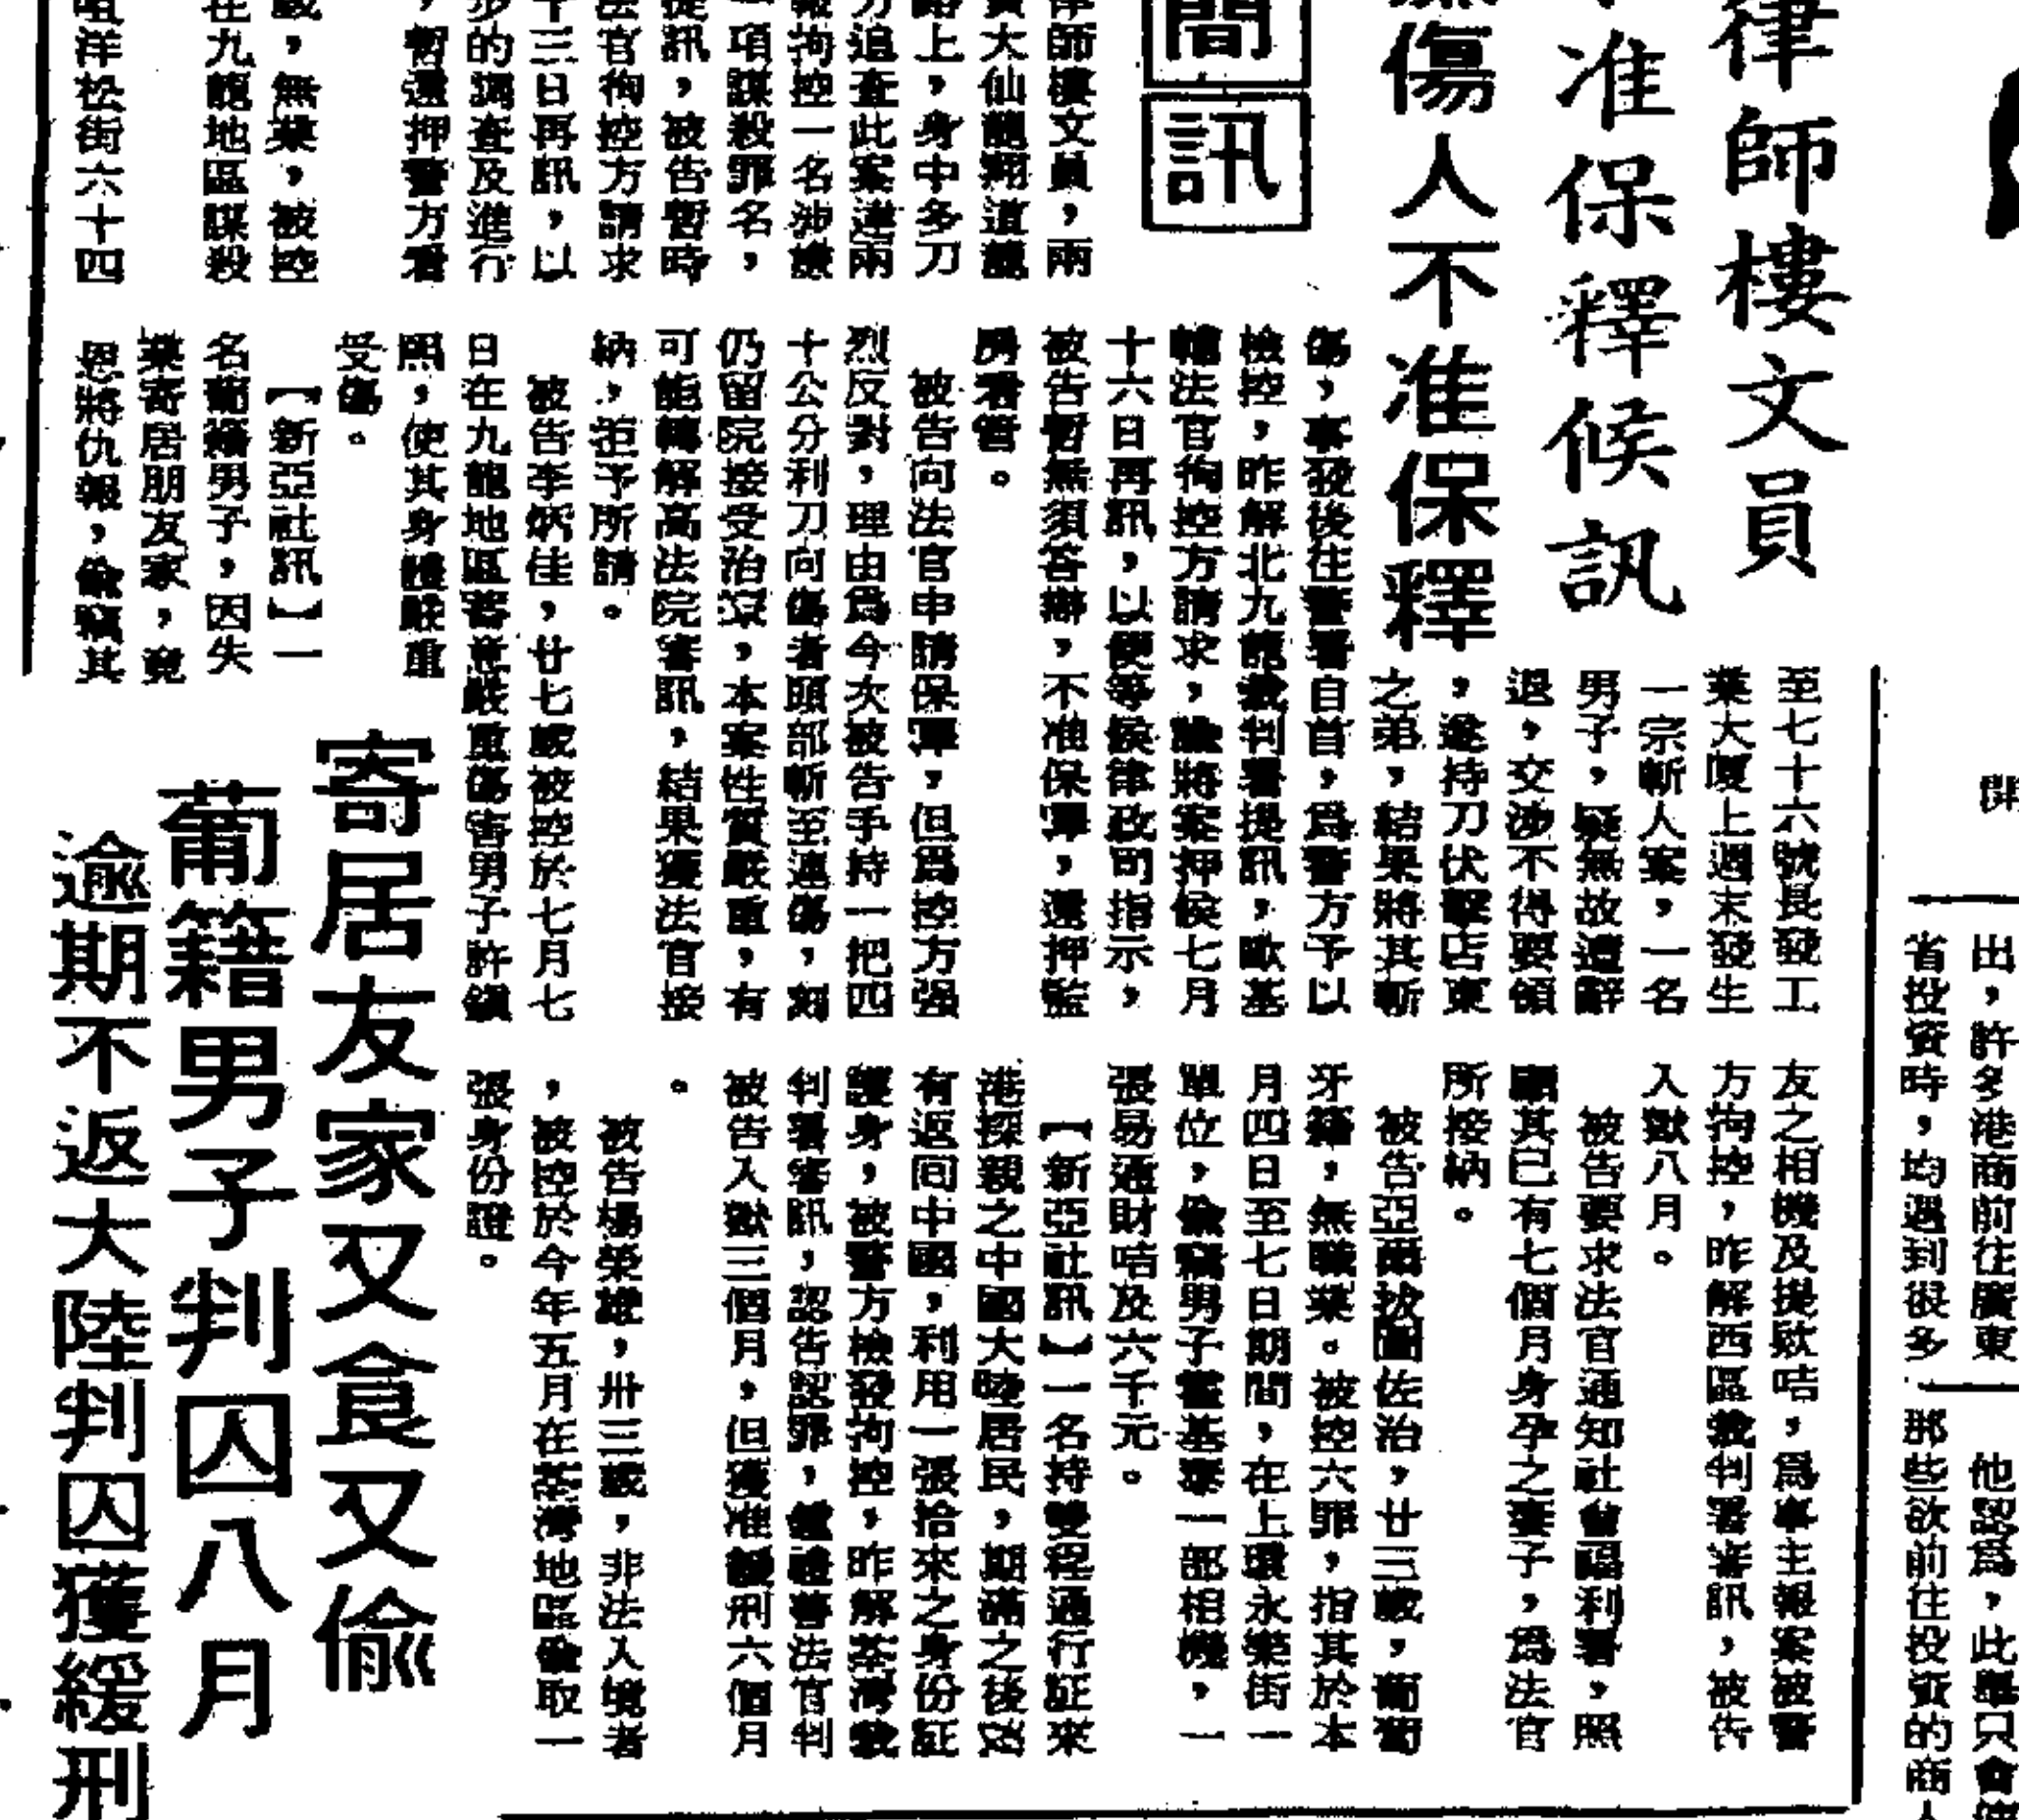 律師樓文員
准保釋候訊
傷人不准保釋
間
訊
律師樓文員，兩
黃大仙龍翔道龍
路上，身中多刀
力追查此案連兩
拘控一名涉嫌
一項謀殺罪名，
提訊，被告暫時
法官徇控方請求
十三日再訊，以
步的調查及進行
，暫還押警方看
歲，無業，被控
在九龍地區謀殺
咀洋松街六十四
至七十六號長發工
業大廈上週末發生
一宗斬人案，一名
男子，疑無故遭辭
退，交涉不得要領
，遂持刀伏擊店東
之弟，結果將其斬
傷，事發後往警署自首，爲警方予以
檢控，昨解北九龍裁判署提訊，歐基
轆法官徇控方請求，諭將案押候七月
十六日再訊，以便等候律政司指示，
被告暫無須答辯，不准保釋，還押監
房看管。
被告向法官申請保釋，但爲控方强
烈反對，理由爲今次被告手持一把四
十公分利刀向傷者頭部斬至連傷，刻
仍留院接受治療，本案性質嚴重，有
可能轉解高法院審訊，結果獲法官接
納，拒予所請。
被告李炳佳，廿七歲被控於七月七
日在九龍地區蓄意嚴重傷害男子許鎮
照，使其身體嚴重
受傷。
寄居友家又食又偷
葡籍男子判囚八月
【新亞社訊】一
名葡籍男子，因失
業寄居朋友家，竟
恩將仇報，偷竊其
友之相機及提欵咭，爲事主報案被警
方拘控，昨解西區裁判署審訊，被告
入獄八月。
被告要求法官通知社會福利署，照
顧其已有七個月身孕之妻子，爲法官
所接納。
被告亞爾披圖佐治，廿三歲，葡萄
牙籍，無職業。被控六罪，指其於本
月四日至七日期間，在上環永樂街一
單位，偷竊男子霍基華一部相機，一
張易通財咭及六千元。
逾期不返大陸判囚獲緩刑
【新亞社訊】一名持雙程通行証來
港探親之中國大陸居民，期滿之後沒
有返回中國，利用一張拾來之身份証
護身，被警方檢發拘控，昨解荃灣裁
判署審訊，認告認罪，經禮普法官判
被告入獄三個月，但獲准緩刑六個月
。
被告楊榮雄，卅三歲，非法入境者
，被控於今年五月在荃灣地區偷取一
張身份證。
開
出，許多港商前往廣東
省投資時，均遇到很多
他認爲，此舉只會
那些欲前往投資的商人